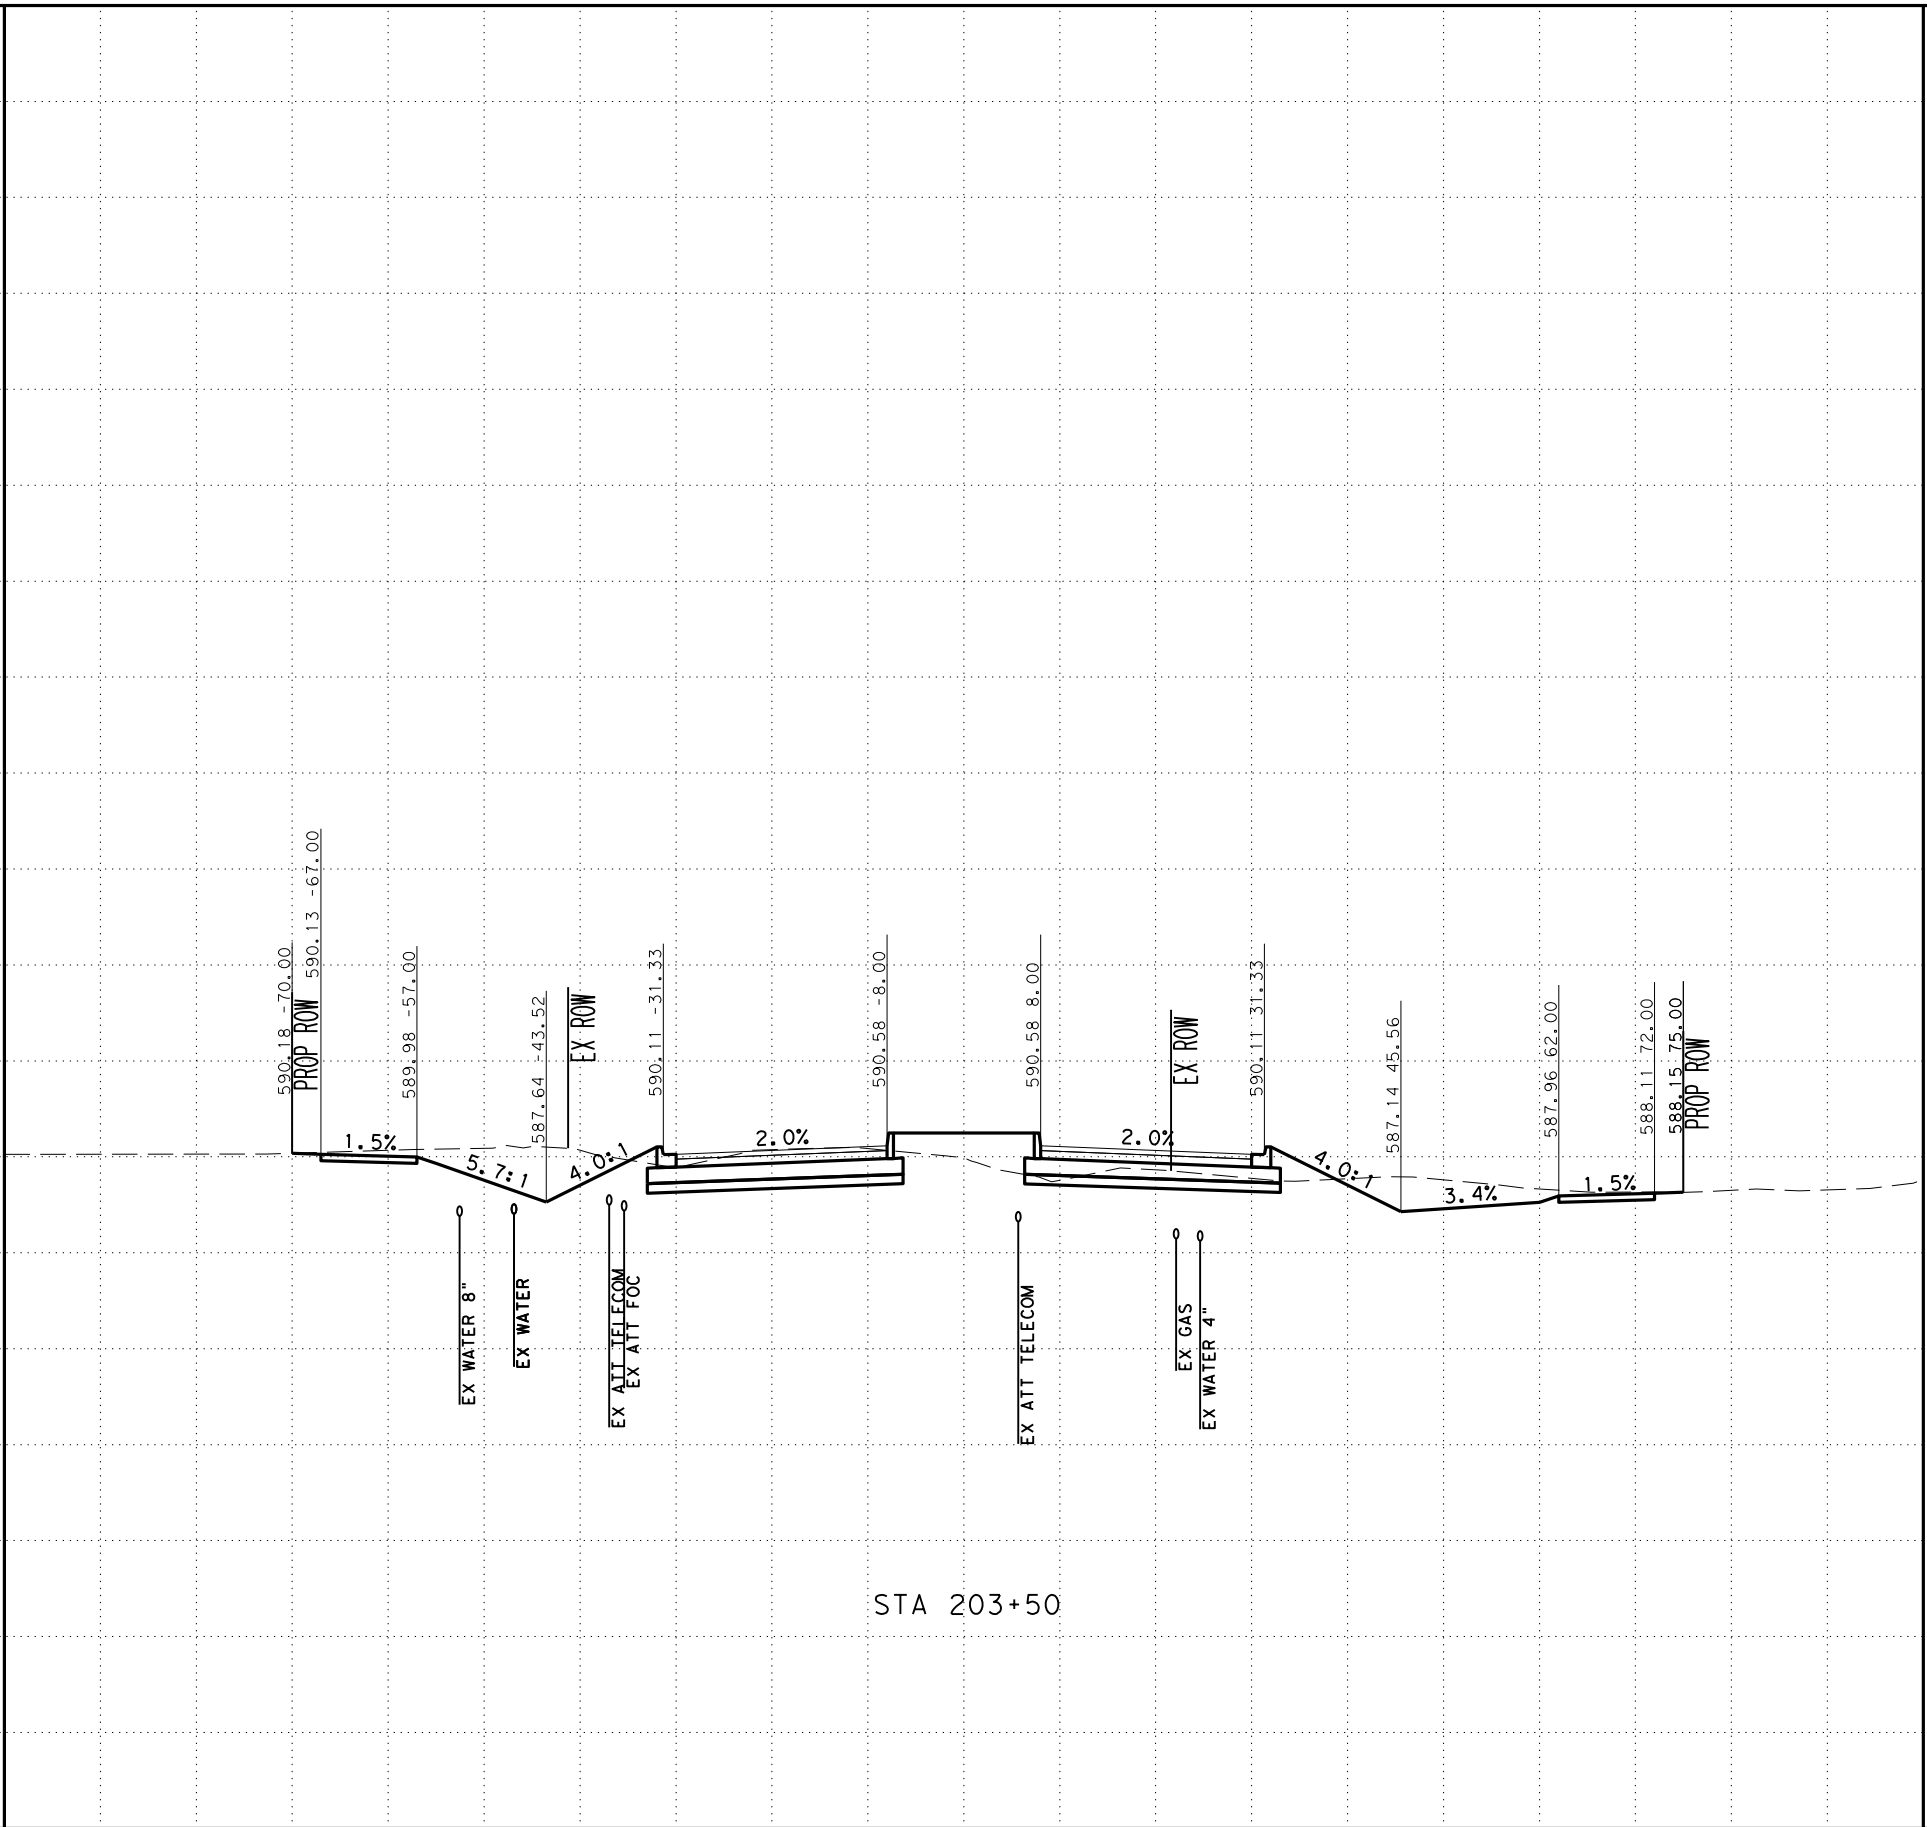 590.18 -70.00
PROP ROW
590.13 -67.00
589.98 -57.00
587.64 -43.52
EX ROW
590.11 -31.33
590.58 -8.00
590.58 8.00
EX ROW
590.11 31.33
587.14 45.56
587.96 62.00
588.11 72.00
588.15 75.00
PROP ROW
1.5%
5.7:1
4.0:1
2.0%
2.0%
4.0:1
3.4%
1.5%
EX WATER 8"
EX WATER
EX ATT TELECOM
EX ATT FOC
EX ATT TELECOM
EX GAS
EX WATER 4"
STA 203+50